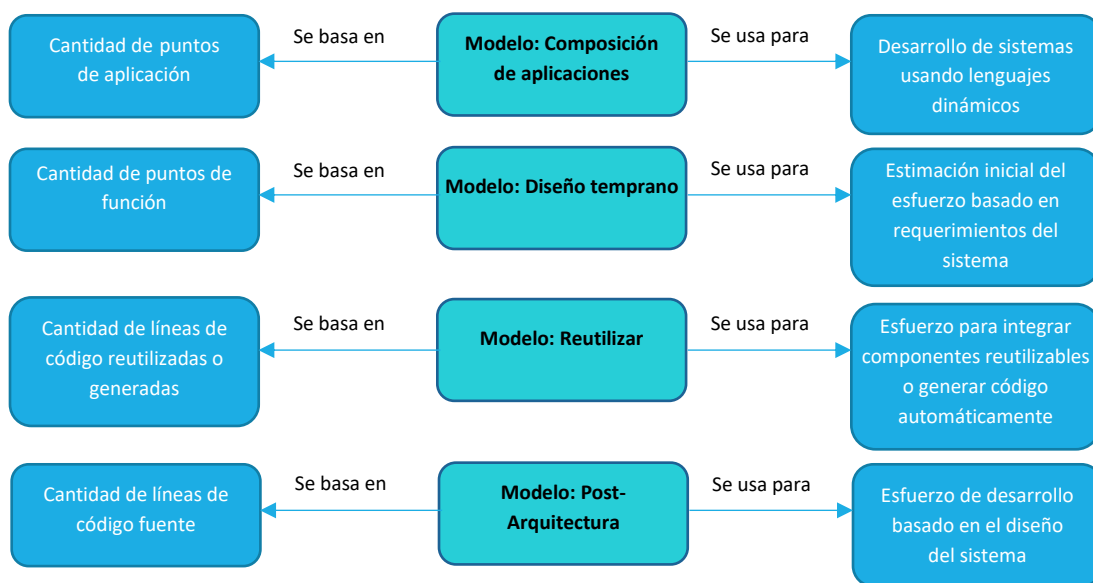 Cantidad de puntos
de aplicación
Se basa en
Modelo: Composición
de aplicaciones
Se usa para
Desarrollo de sistemas
usando lenguajes
dinámicos
Cantidad de puntos de
función
Se basa en
Modelo: Diseño temprano
Se usa para
Estimación inicial del
esfuerzo basado en
requerimientos del
sistema
Cantidad de líneas de
código reutilizadas o
generadas
Se basa en
Modelo: Reutilizar
Se usa para
Esfuerzo para integrar
componentes reutilizables
o generar código
automáticamente
Cantidad de líneas de
código fuente
Se basa en
Modelo: Post-
Arquitectura
Se usa para
Esfuerzo de desarrollo
basado en el diseño
del sistema